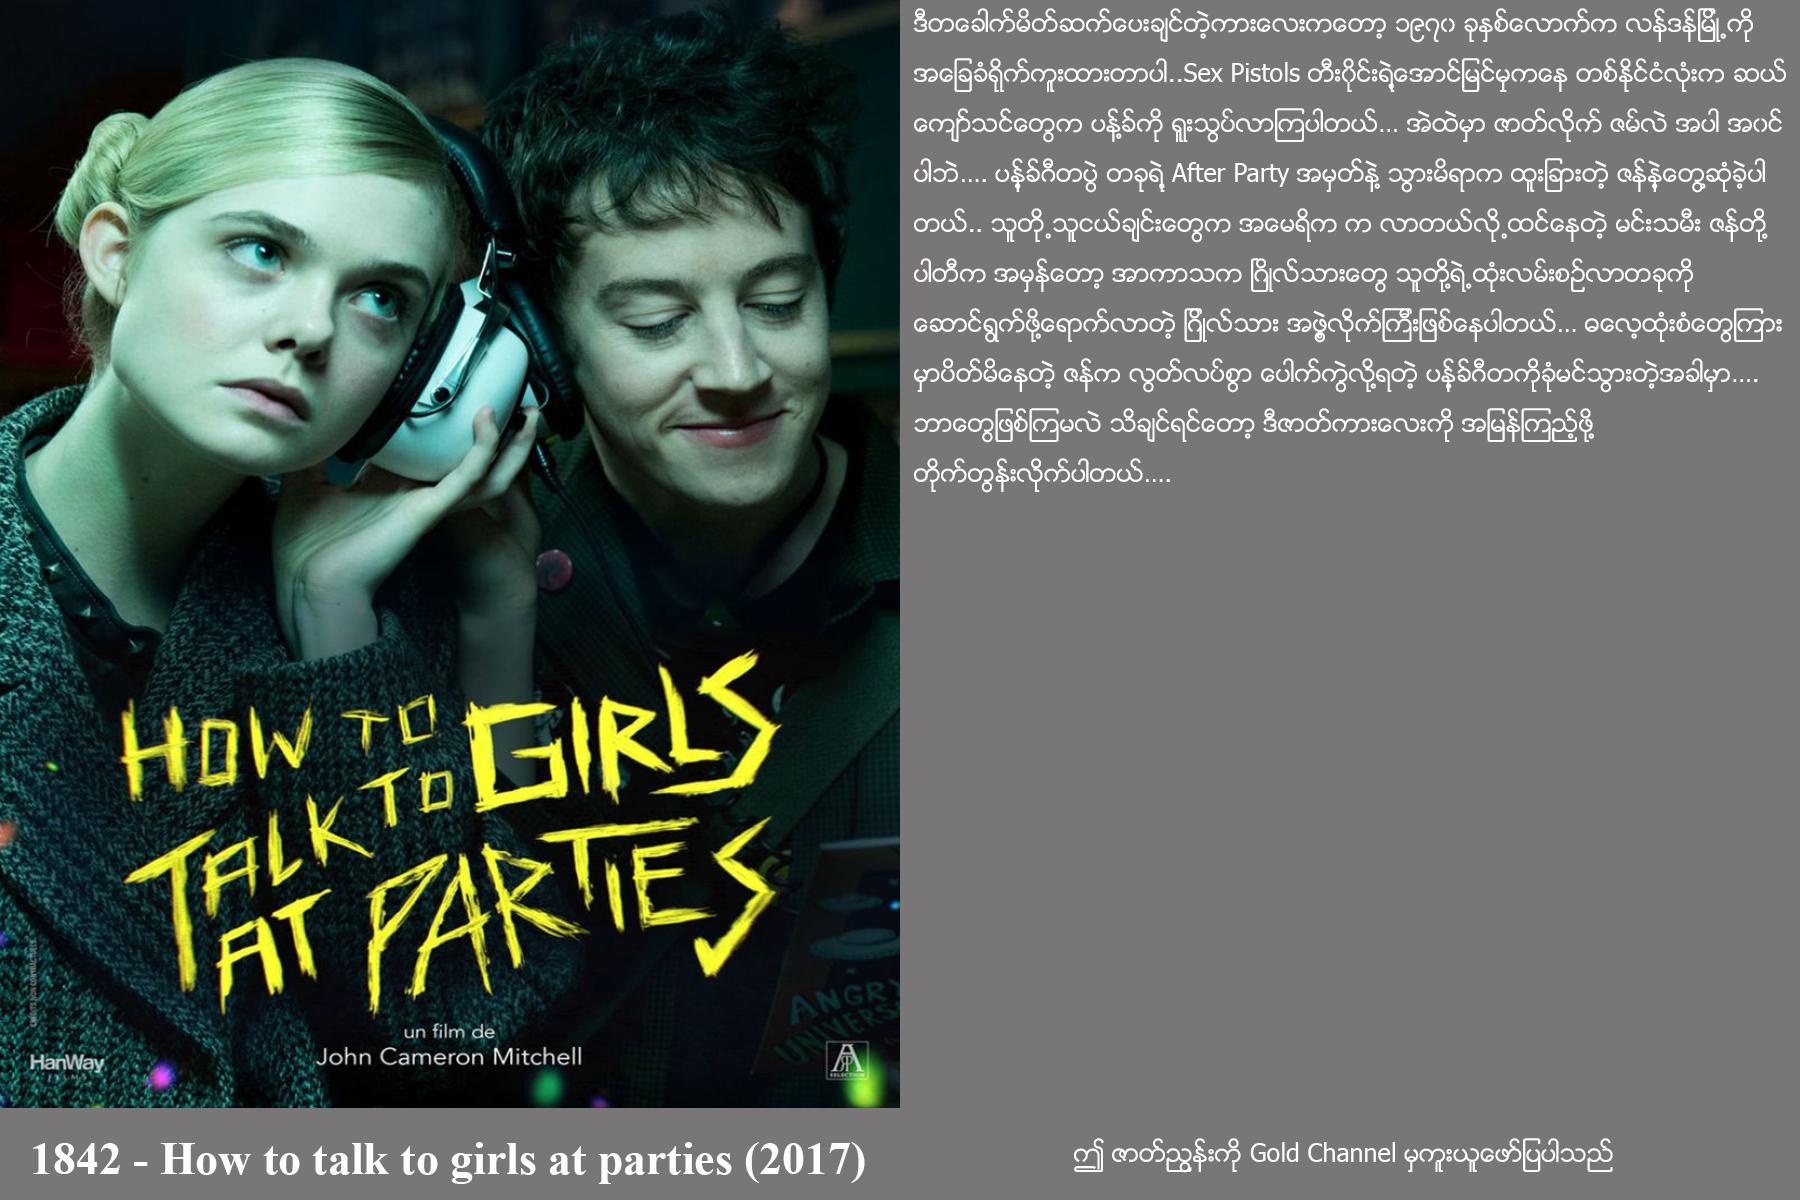 HOW TO GIRLS
TALK TO
AT PARTIES
ANGRY
un film de
John Cameron Mitchell
HanWay
FILMS
SELECTION
1842 - How to talk to girls at parties (2017)
ဒီတခေါက်မိတ်ဆက်ပေးချင်တဲ့ကားလေးကတော့ ၁၉၇၀ ခုနှစ်လောက်က လန်ဒန်မြို့ကို
အခြေခံရိုက်ကူးထားတာပါ..Sex Pistols တီးဝိုင်းရဲ့အောင်မြင်မှုကနေ တစ်နိုင်ငံလုံးက ဆယ်
ကျော်သင်တွေက ပန့်ခ်ကို ရူးသွပ်လာကြပါတယ်... အဲထဲမှာ ဇာတ်လိုက် ဇမ်လဲ အပါ အဝင်
ပါဘဲ.... ပန့်ခ်ဂီတပွဲ တခုရဲ့ After Party အမှတ်နဲ့ သွားမိရာက ထူးခြားတဲ့ ဇန်နဲ့တွေ့ဆုံခဲ့ပါ
တယ်.. သူတို့သူငယ်ချင်းတွေက အမေရိက က လာတယ်လို့ထင်နေတဲ့ မင်းသမီး ဇန်တို့
ပါတီက အမှန်တော့ အာကာသက ဂြိုလ်သားတွေ သူတို့ရဲ့ထုံးလမ်းစဉ်လာတခုကို
ဆောင်ရွက်ဖို့ရောက်လာတဲ့ ဂြိုလ်သား အဖွဲ့လိုက်ကြီးဖြစ်နေပါတယ်... ဓလေ့ထုံးစံတွေကြား
မှာပိတ်မိနေတဲ့ ဇန်က လွတ်လပ်စွာ ပေါက်ကွဲလို့ရတဲ့ ပန့်ခ်ဂီတကိုခုံမင်သွားတဲ့အခါမှာ....
ဘာတွေဖြစ်ကြမလဲ သိချင်ရင်တော့ ဒီဇာတ်ကားလေးကို အမြန်ကြည့်ဖို့
တိုက်တွန်းလိုက်ပါတယ်....
ဤ ဇာတ်ညွှန်းကို Gold Channel မှကူးယူဖော်ပြပါသည်